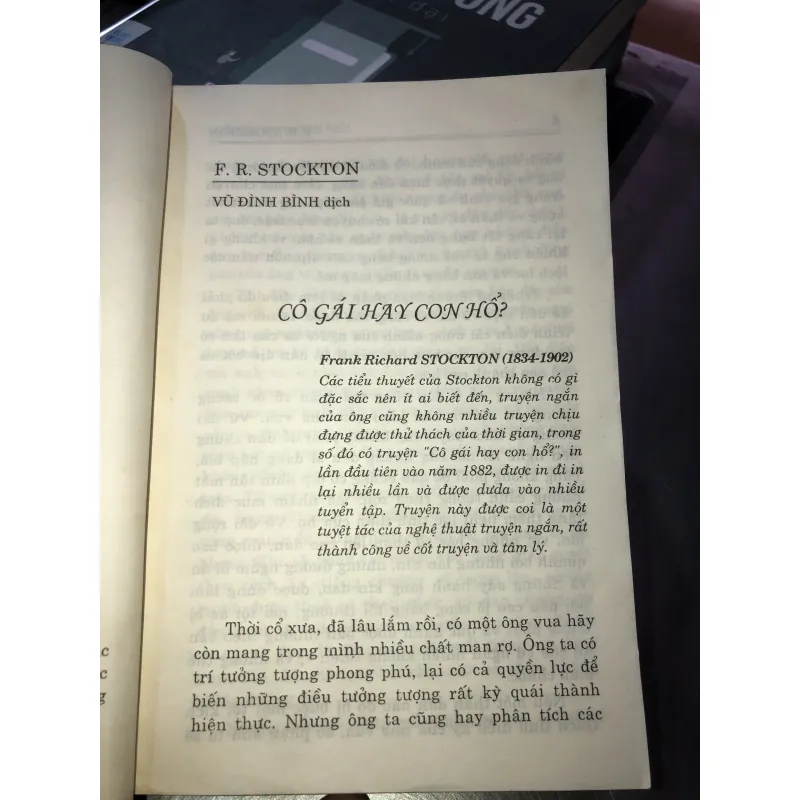 ONG
F. R. STOCKTON
VŨ ĐÌNH BÌNH dịch
CÔ GÁI HAY CON HỔ?
Frank Richard STOCKTON (1834-1902)
Các tiểu thuyết của Stockton không có gì
đặc sắc nên ít ai biết đến, truyện ngắn
của ông cũng không nhiều truyện chịu
đựng được thử thách của thời gian, trong
số đó có truyện "Cô gái hay con hổ?", in
lần đầu tiên vào năm 1882, được in đi in
lại nhiều lần và được dưda vào nhiều
tuyển tập. Truyện này được coi là một
tuyệt tác của nghệ thuật truyện ngắn, rất
thành công về cốt truyện và tâm lý.
Thời cổ xưa, đã lâu lắm rồi, có một ông vua hãy
còn mang trong mình nhiều chất man rợ. Ông ta có
trí tưởng tượng phong phú, lại có cả quyền lực để
biến những điều tưởng tượng rất kỳ quái thành
hiện thực. Nhưng ông ta cũng hay phân tích các
c
c
g